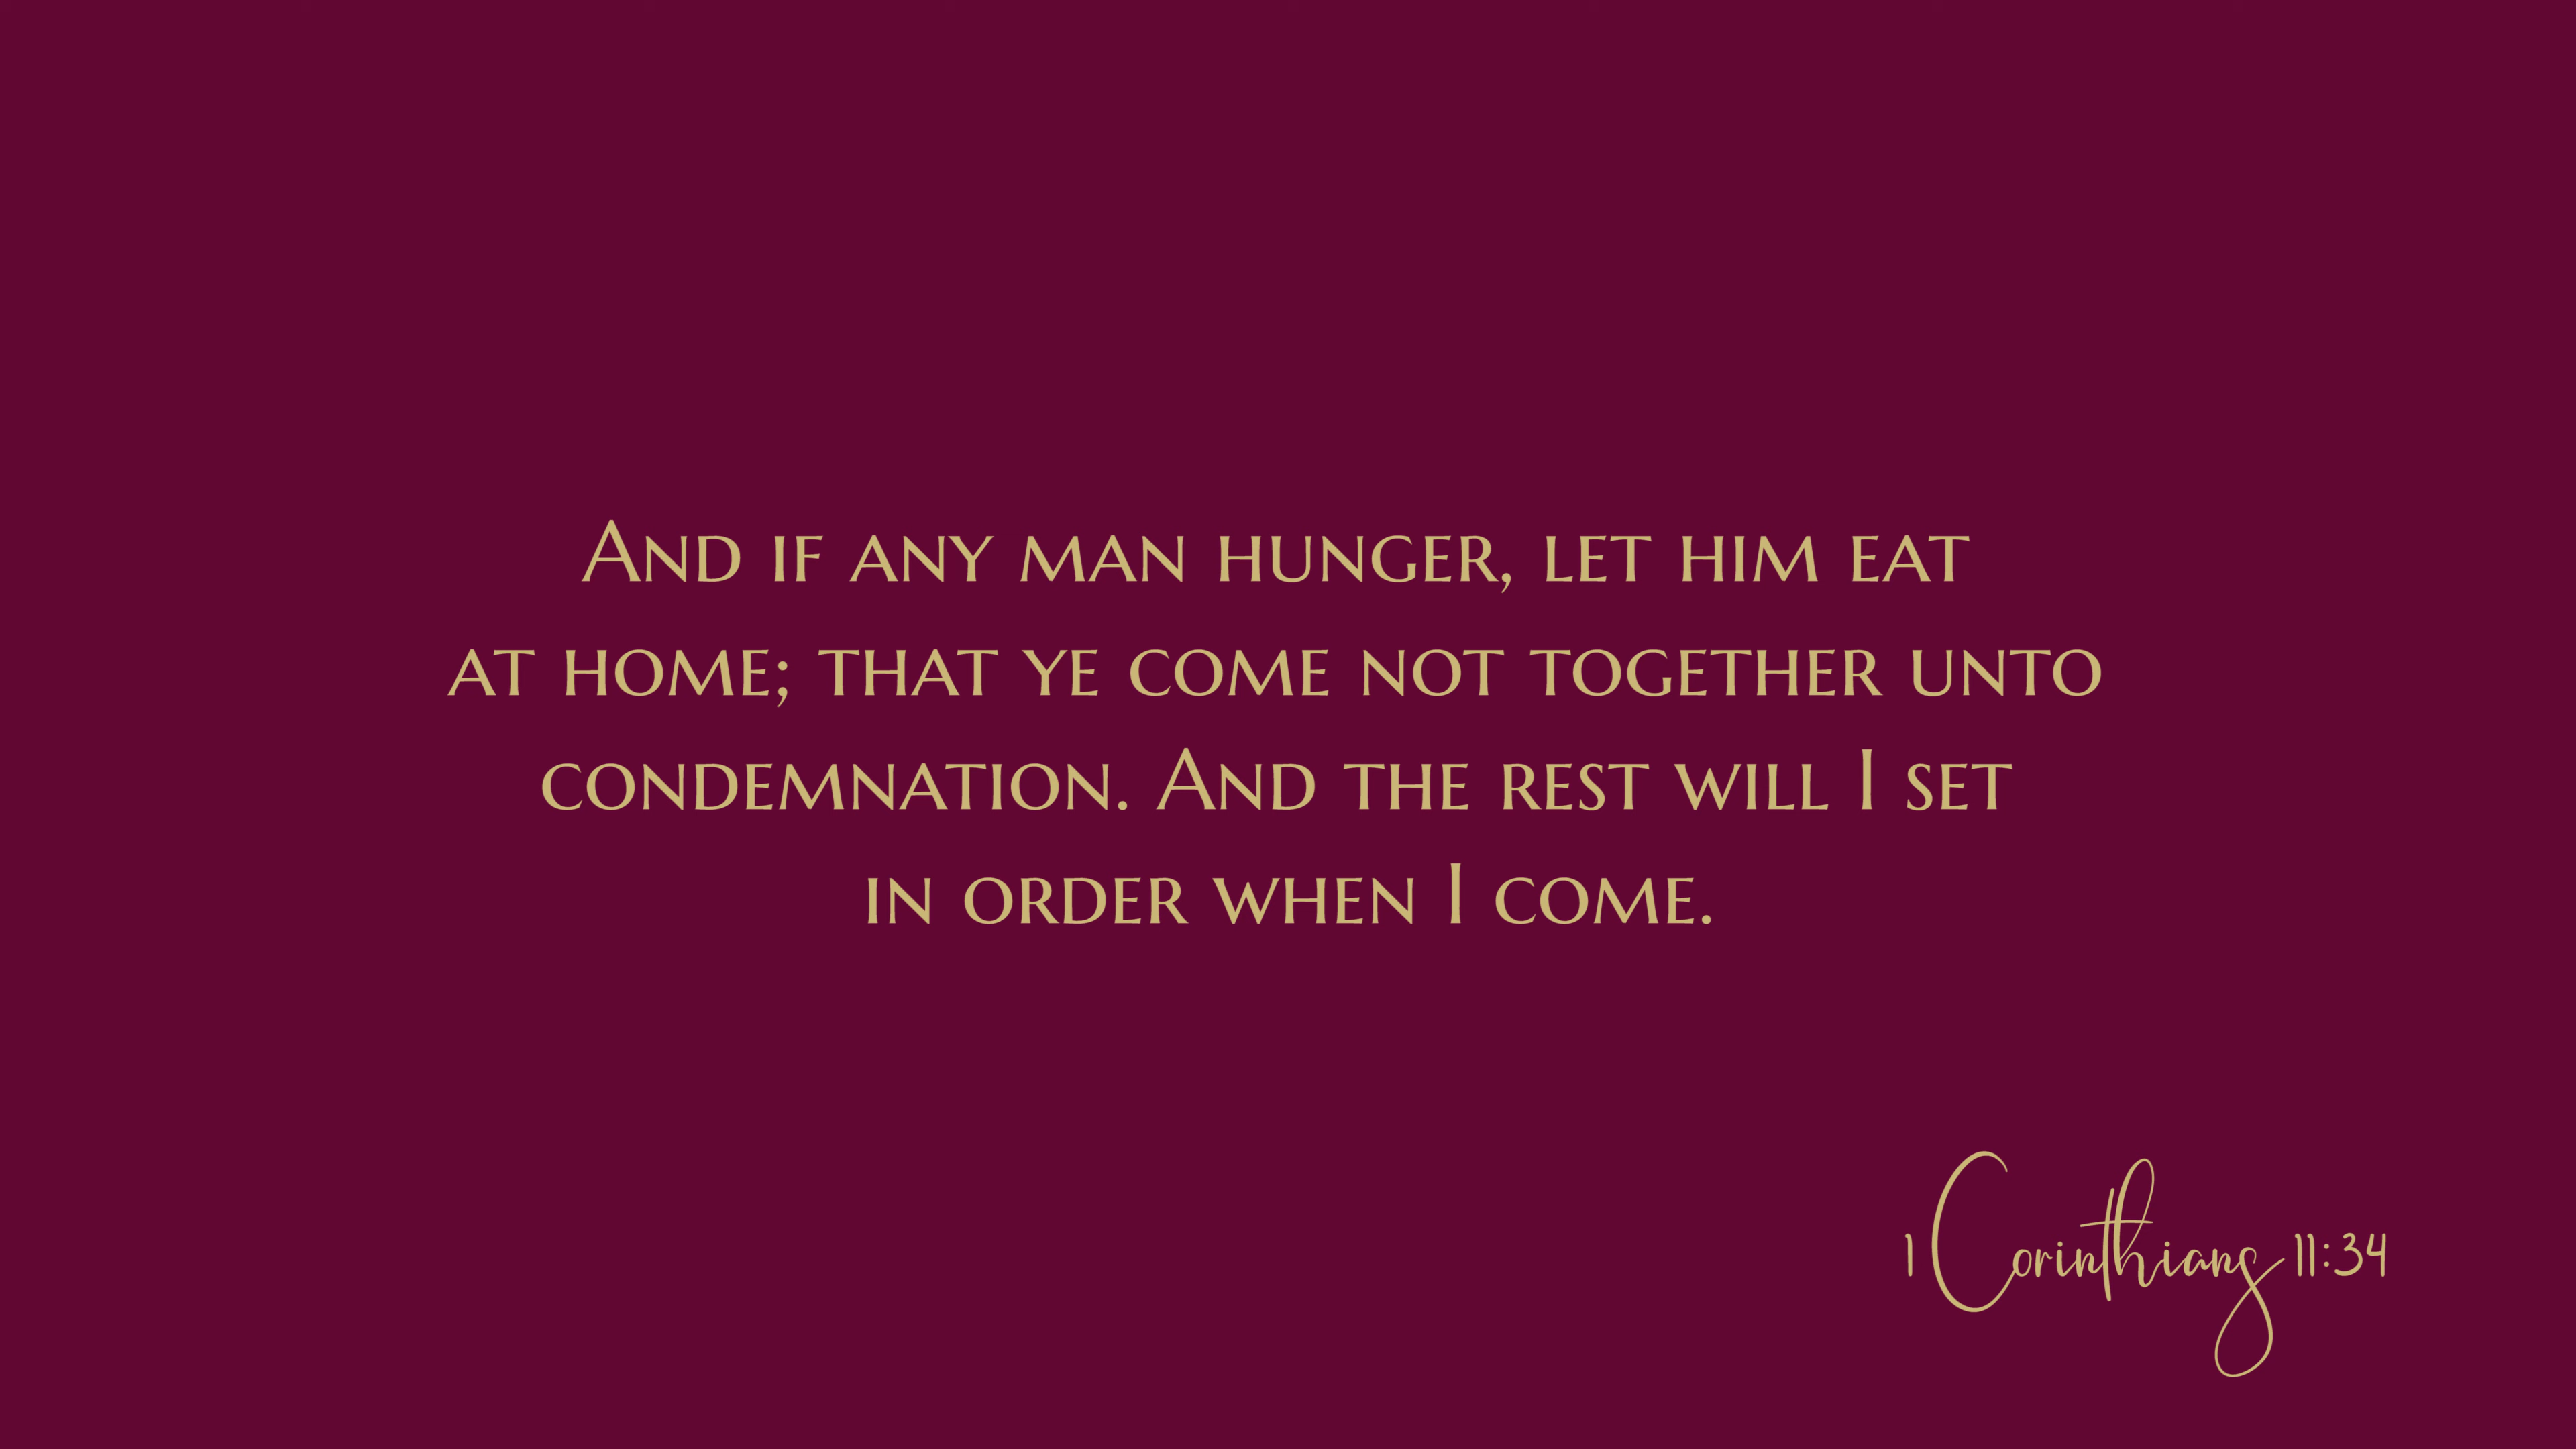 And if any man hunger, let him eat
at home; that ye come not together unto
condemnation. And the rest will I set
in order when I come.
1 Corinthians 11:34